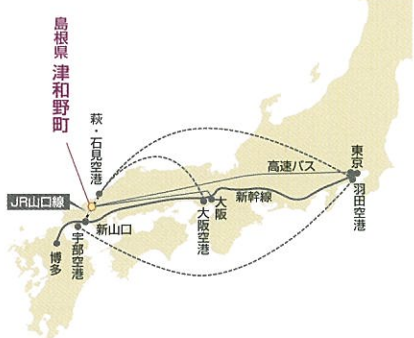 島根県 津和野町
萩・石見空港
JR山口線
新山口
宇部空港
博多
大阪
大阪空港
新幹線
高速バス
東京
羽田空港